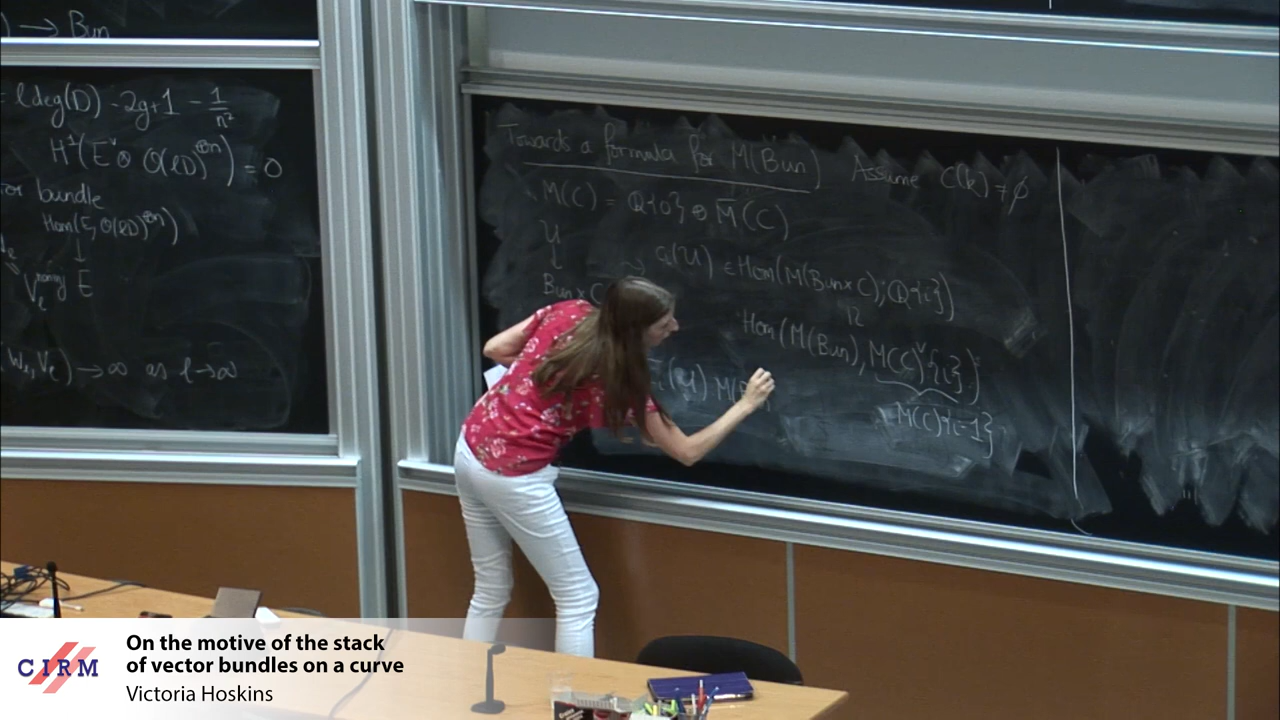 ) → Bun
= l deg(D) - 2g + 1 - 1/n²
H¹(E^∨ ⊗ O(lD)^{⊕n}) = 0
or bundle
Hom(E, O(lD)^{⊕n})
E
W_l, V_l) → ∞ as l → ∞
Towards a formula for M(Bun) Assume C(k) ≠ ∅
M(C) = Q{0} ⊕ M̄(C)
U
↓
Bun × C
⇝ c_i(U) ∈ Hom(M(Bun × C), Q{i})
Hom(M(Bun), M(C)^∨{i})
M(C){i-1}
(U) M(B
CIRM
On the motive of the stack
of vector bundles on a curve
Victoria Hoskins